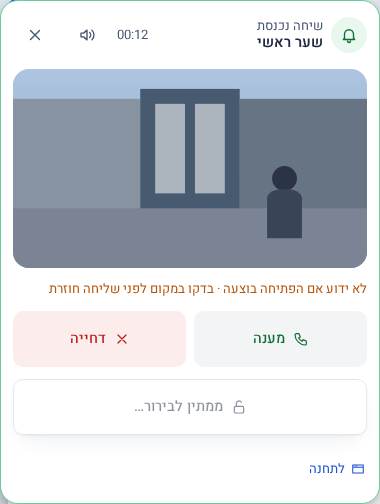 שיחה נכנסת
שער ראשי
00:12
לא ידוע אם הפתיחה בוצעה · בדקו במקום לפני שליחה חוזרת
מענה
דחייה
ממתין לבירור...
לתחנה